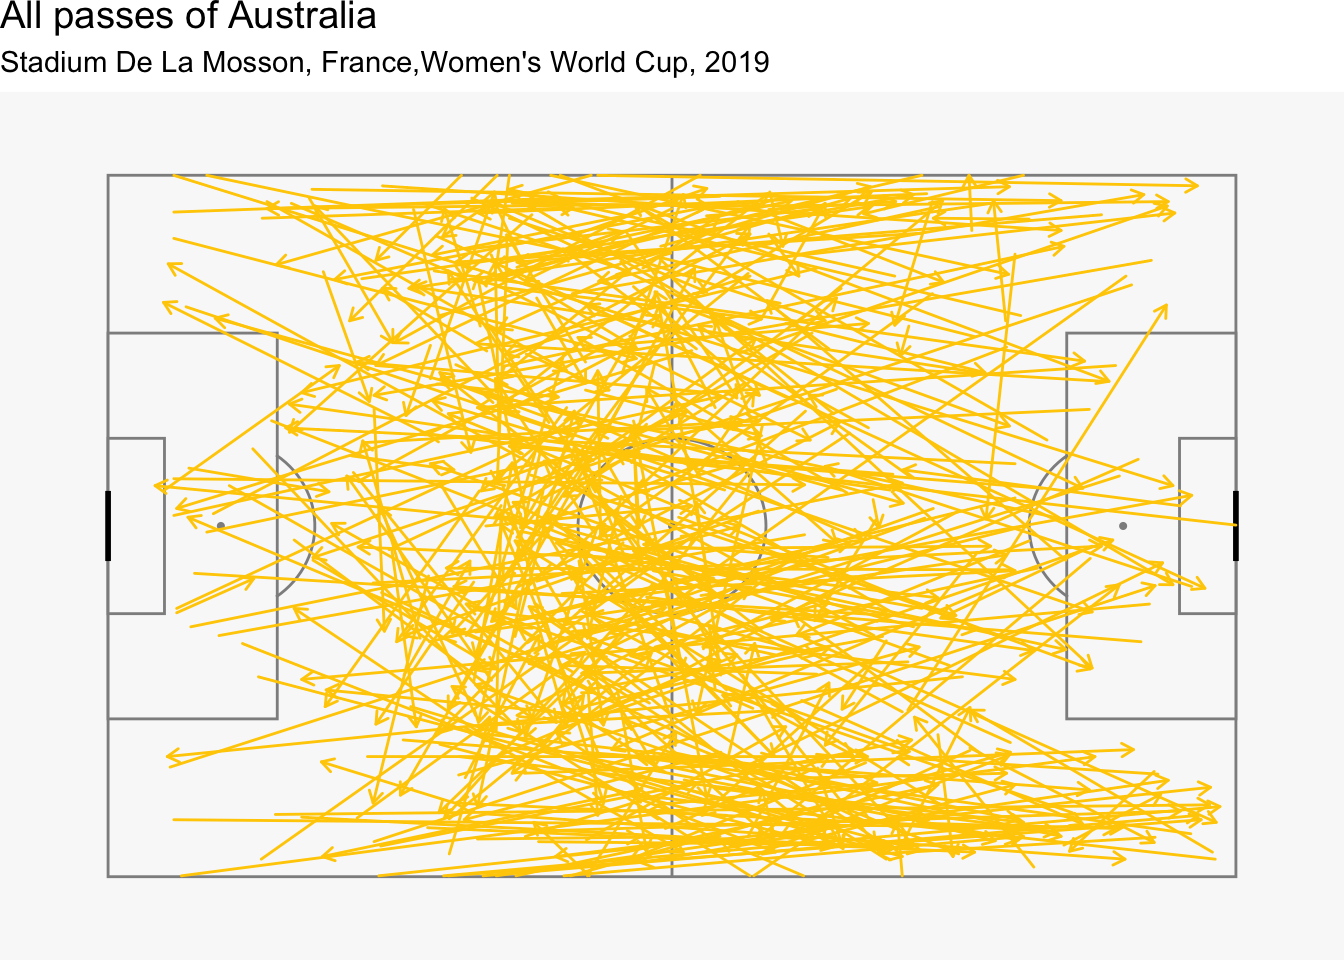 All passes of Australia
Stadium De La Mosson, France,Women's World Cup, 2019